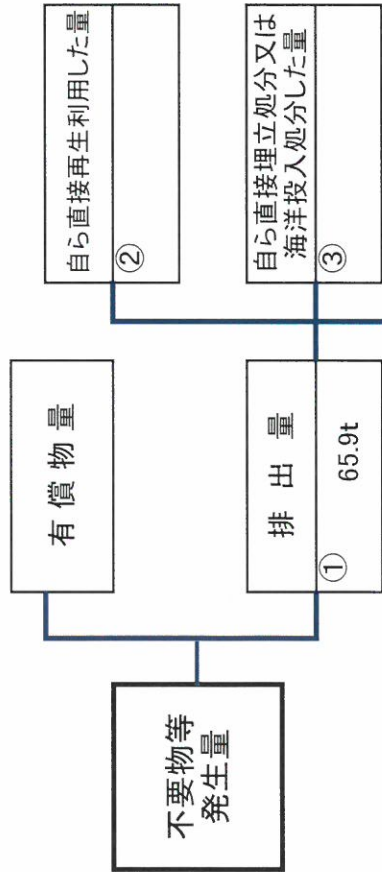 不要物等
発生量
有償物量
排出量
①
65.9t
自ら直接再生利用した量
②
自ら直接埋立処分又は
海洋投入処分した量
③